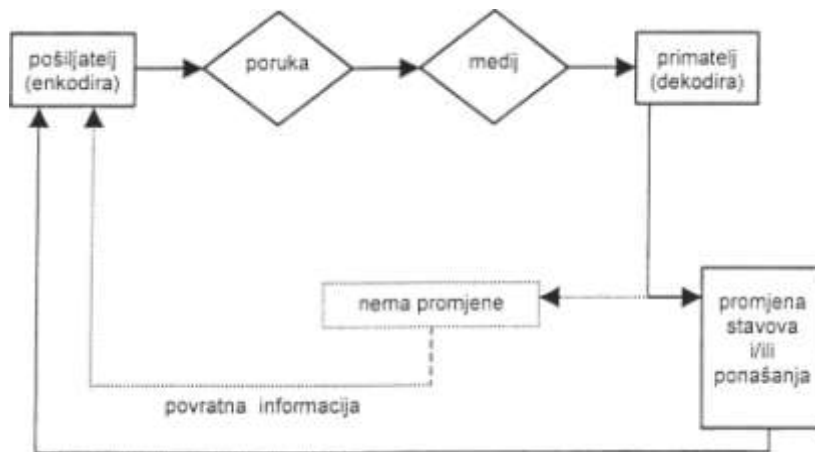 pošiljatelj
(enkodira)
poruka
medij
primatelj
(dekodira)
nema promjene
promjena
stavova
i/ili
ponašanja
povratna informacija